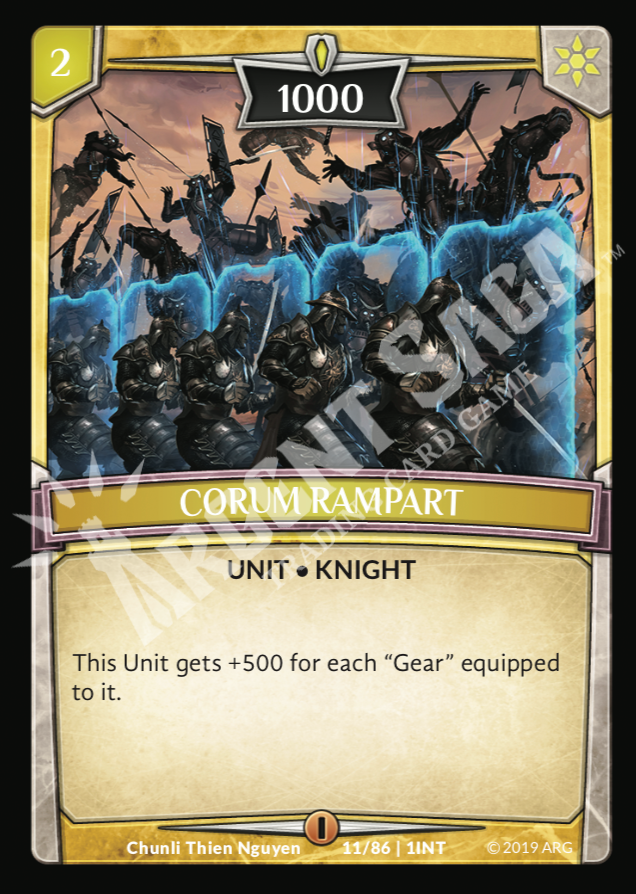 2
1000
ARGENT SAGA™
TRADING CARD GAME
CORUM RAMPART
UNIT • KNIGHT
This Unit gets +500 for each “Gear” equipped
to it.
I
Chunli Thien Nguyen 11/86 | 1INT © 2019 ARG